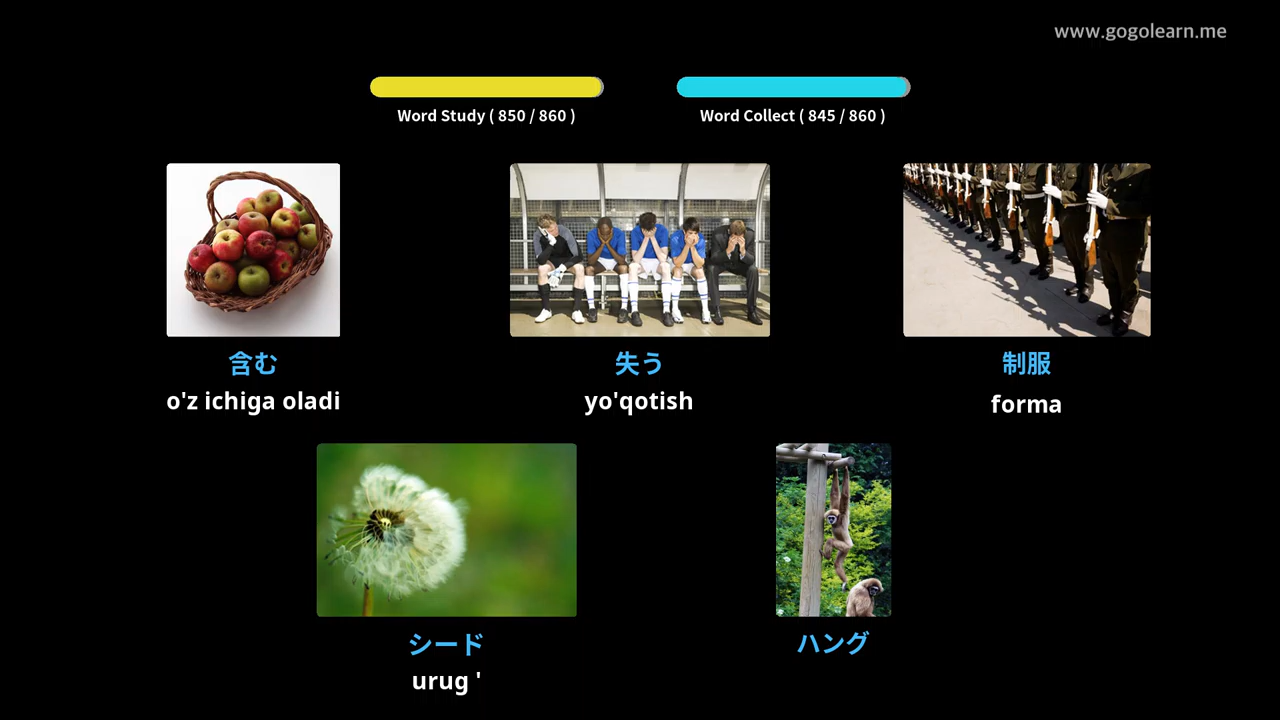 www.gogolearn.me
Word Study ( 850 / 860 )
Word Collect ( 845 / 860 )
含む
o'z ichiga oladi
失う
yo'qotish
制服
forma
シード
urug '
ハング